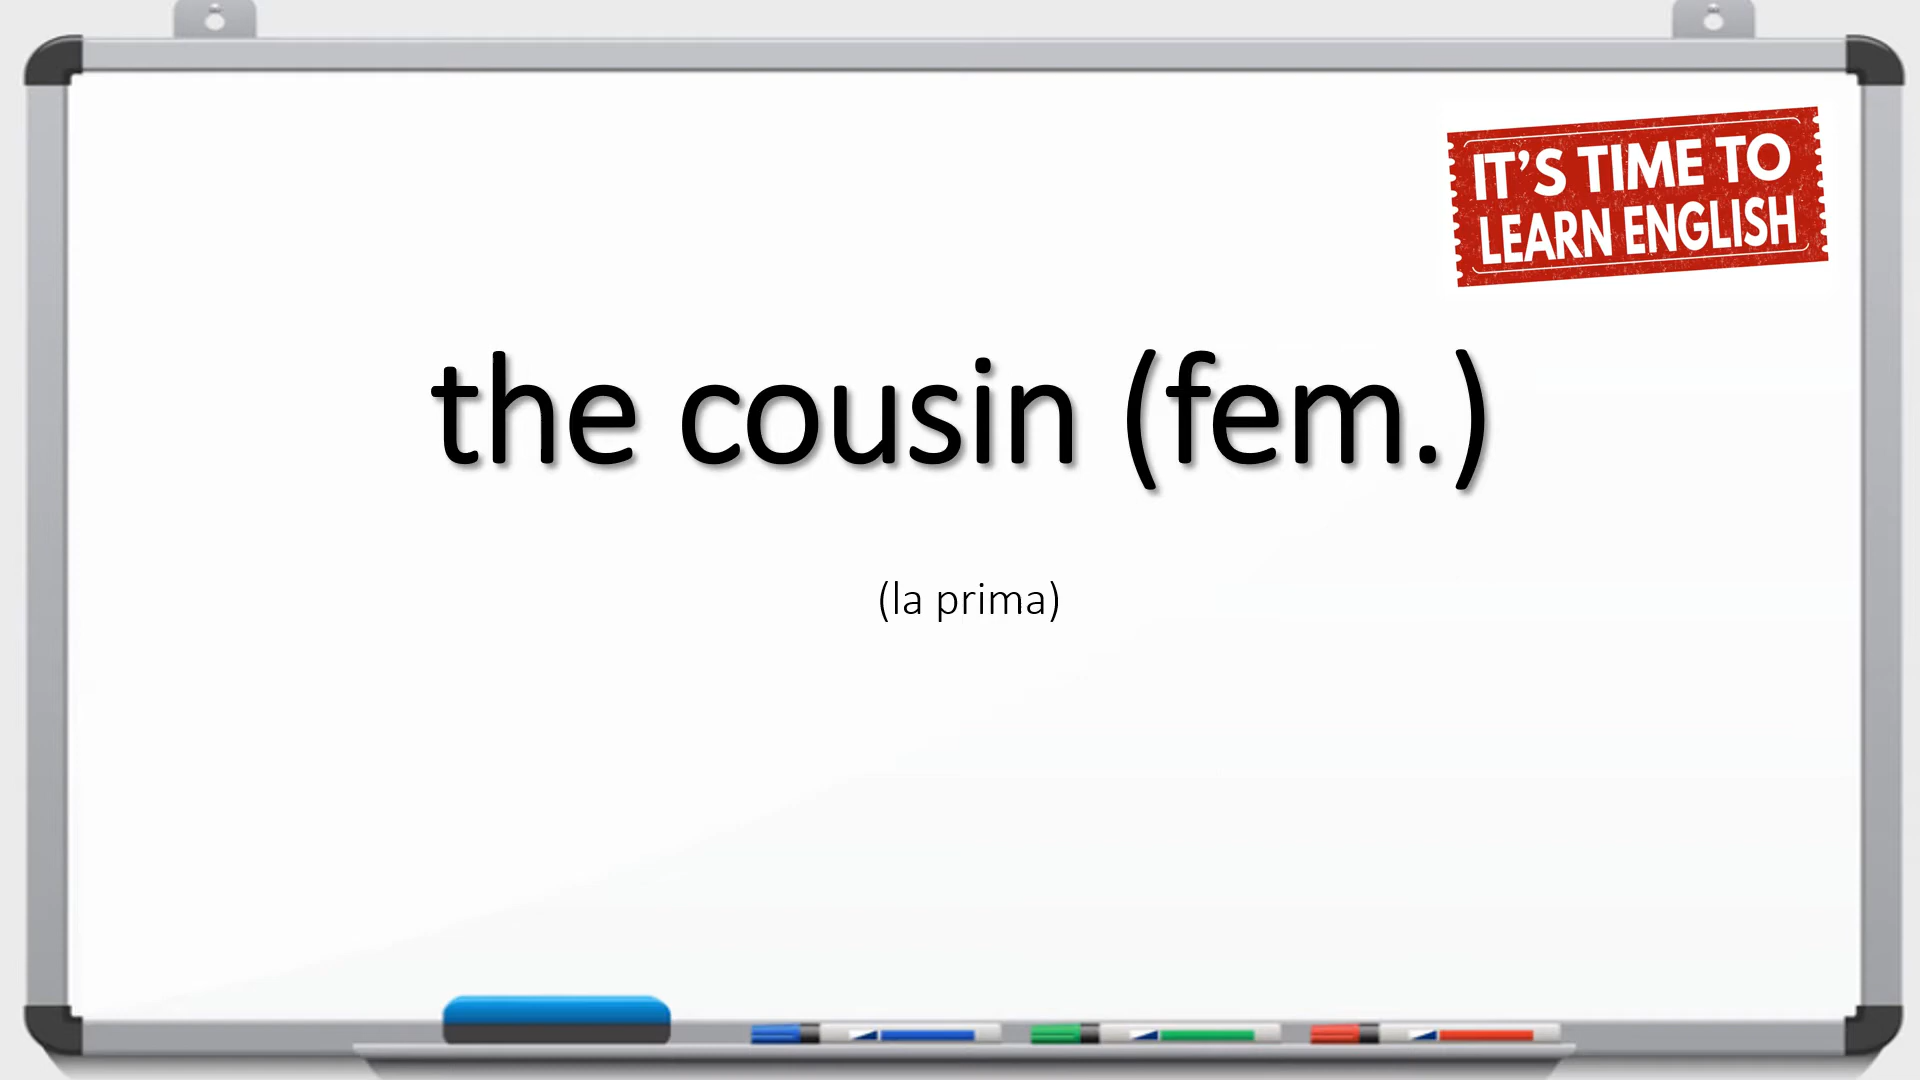 IT'S TIME TO
LEARN ENGLISH
the cousin (fem.)
(la prima)